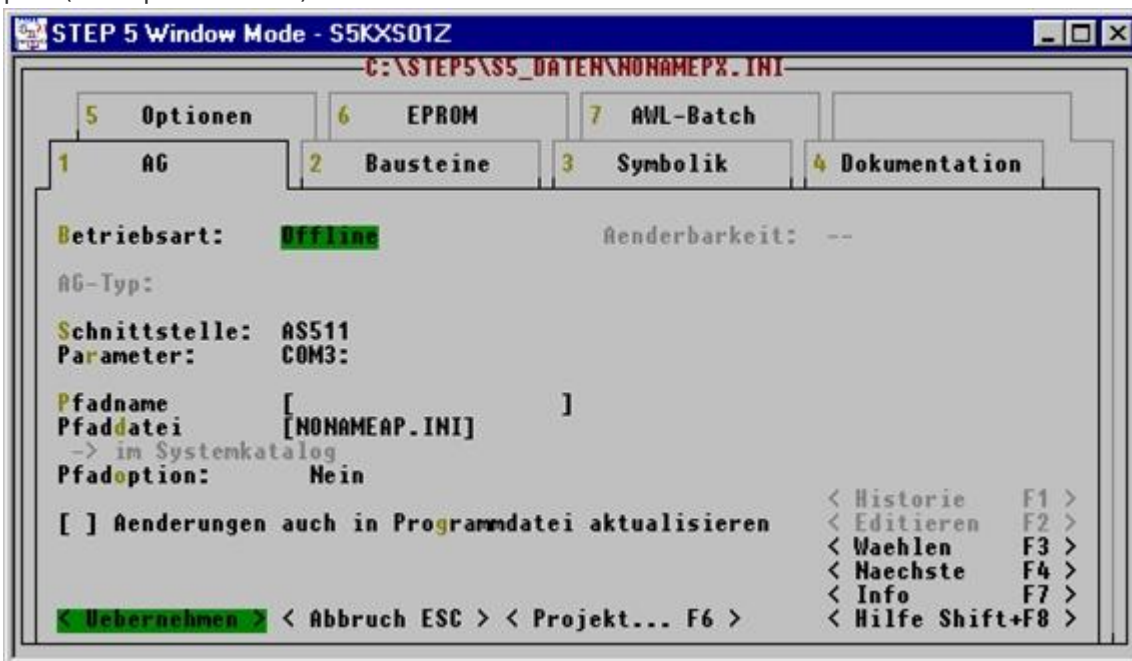 STEP 5 Window Mode - S5KXS01Z
C:\STEP5\S5_DATEN\NONAMEPX.INI
5 Optionen 6 EPROM 7 AWL-Batch
1 AG 2 Bausteine 3 Symbolik 4 Dokumentation
Betriebsart: Offline Aenderbarkeit: --
AG-Typ:
Schnittstelle: AS511
Parameter: COM3:
Pfadname [ ]
Pfaddatei [NONAMEAP.INI]
-> im Systemkatalog
Pfadoption: Nein
< Historie F1 >
[ ] Aenderungen auch in Programmdatei aktualisieren < Editieren F2 >
< Waehlen F3 >
< Naechste F4 >
< Info F7 >
< Uebernehmen > < Abbruch ESC > < Projekt... F6 > < Hilfe Shift+F8 >